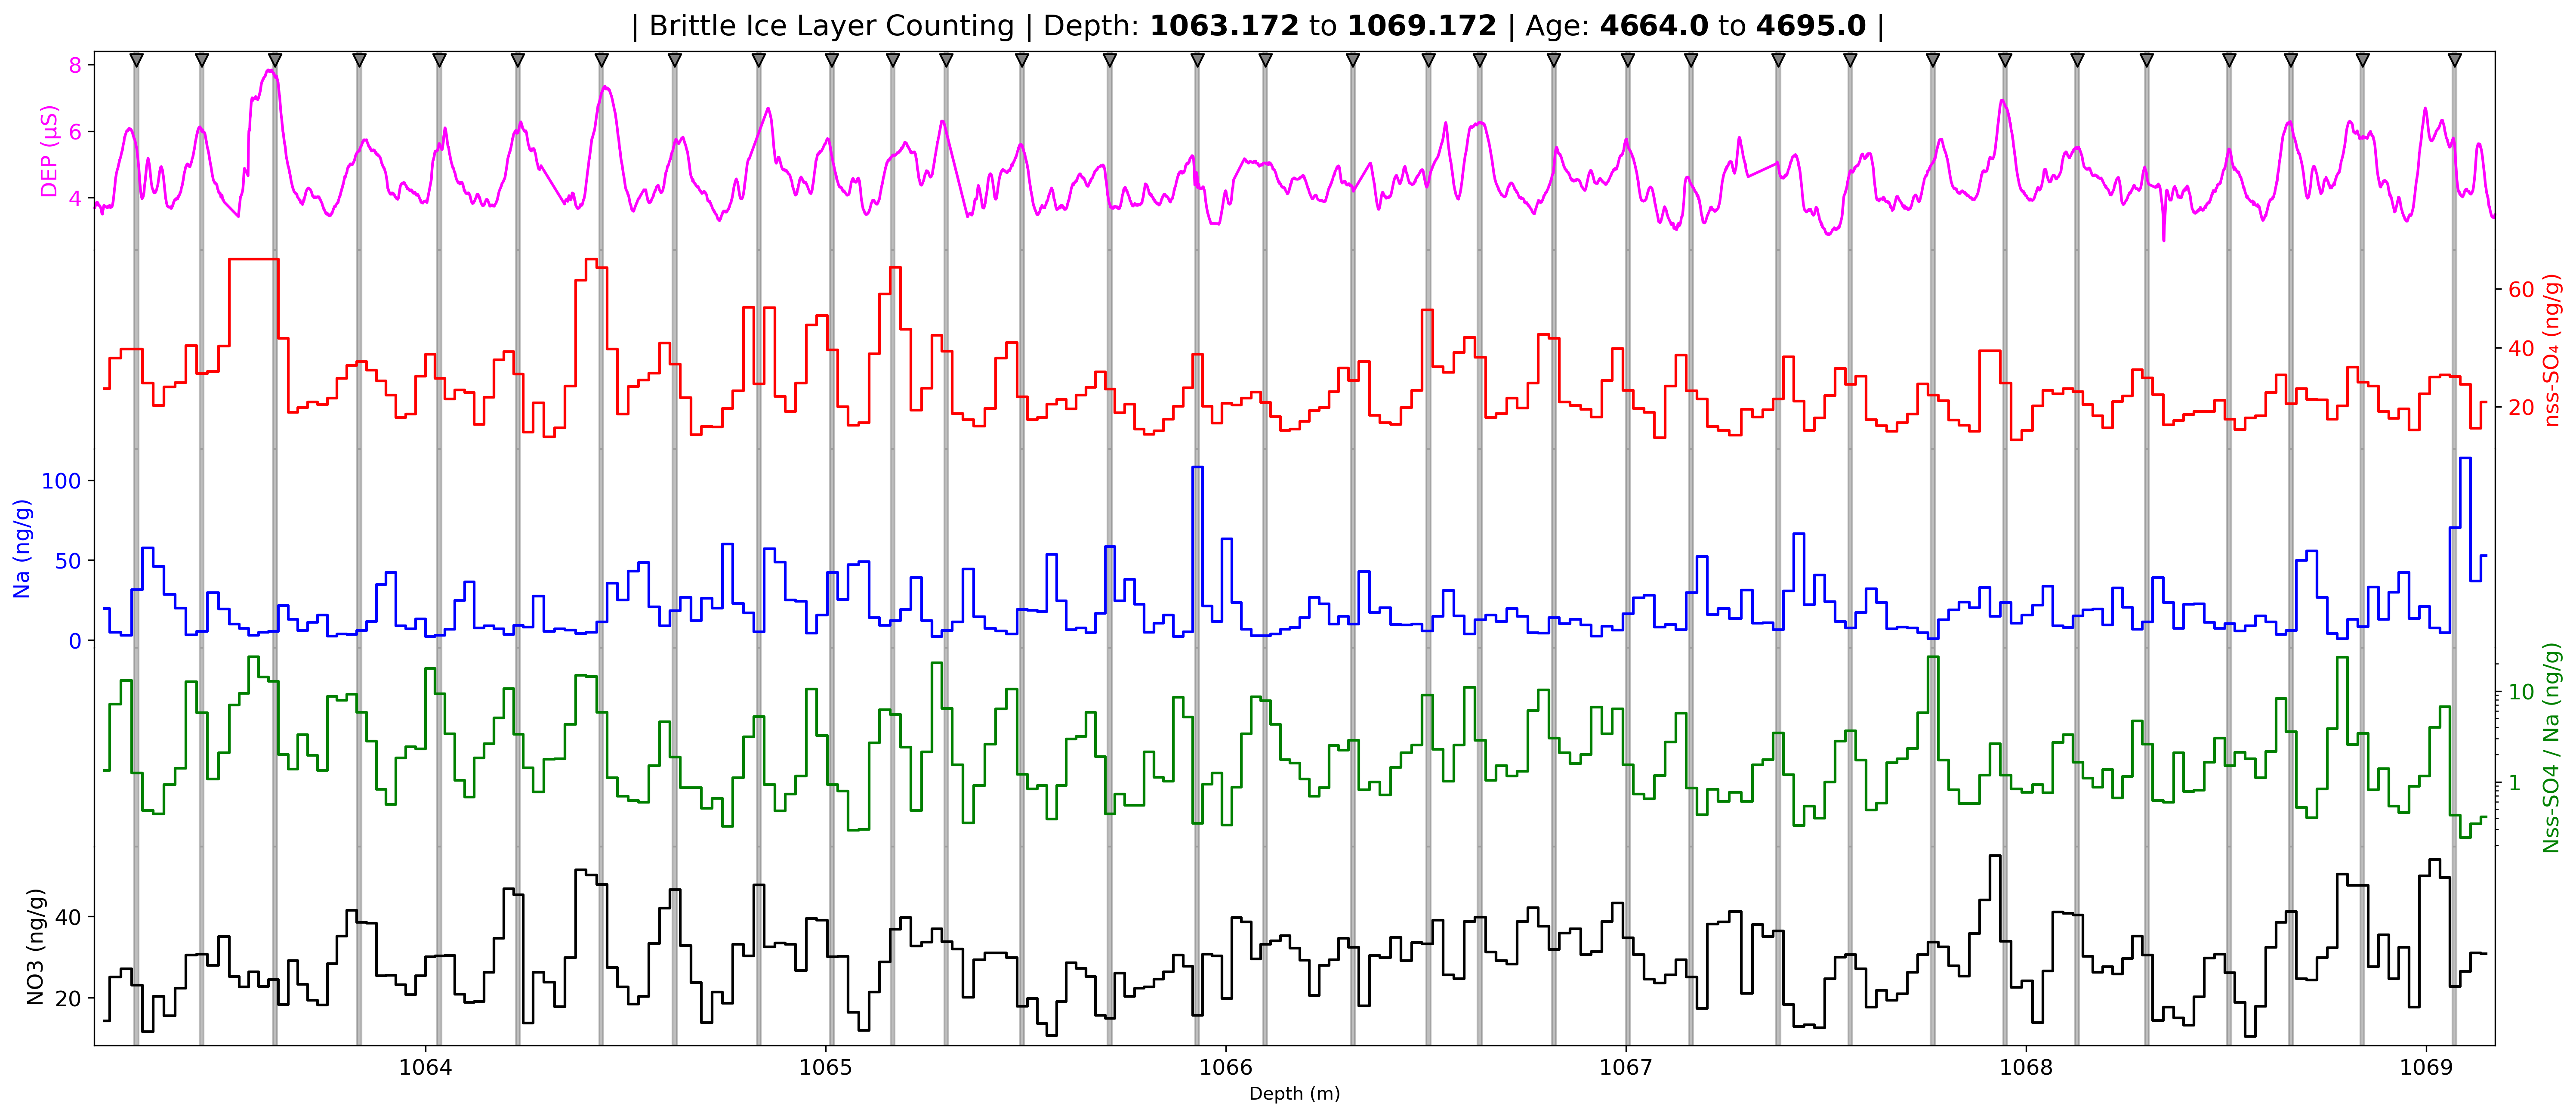 | Brittle Ice Layer Counting | Depth: 1063.172 to 1069.172 | Age: 4664.0 to 4695.0 |
DEP (μS)
8
6
4
nss-SO₄ (ng/g)
60
40
20
Na (ng/g)
100
50
0
Nss-SO4 / Na (ng/g)
10
1
NO3 (ng/g)
40
20
1064
1065
1066
1067
1068
1069
Depth (m)